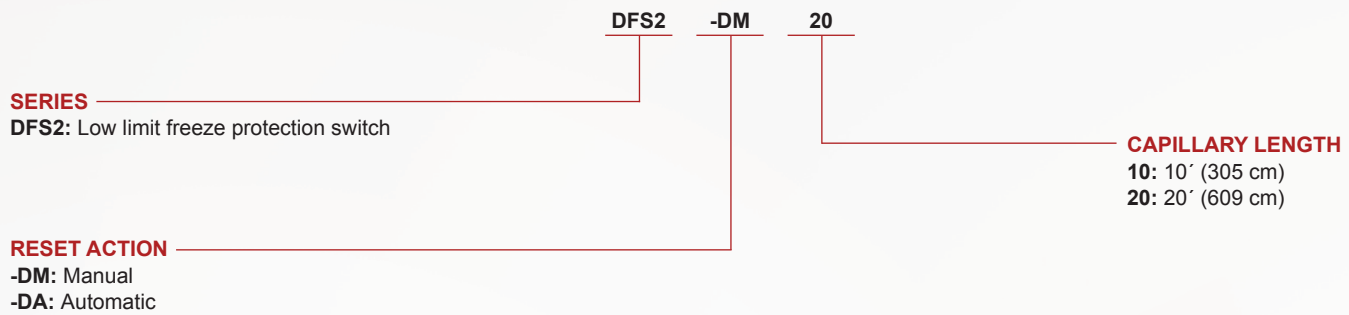 DFS2 -DM 20
SERIES
DFS2: Low limit freeze protection switch
CAPILLARY LENGTH
10: 10´ (305 cm)
20: 20´ (609 cm)
RESET ACTION
-DM: Manual
-DA: Automatic